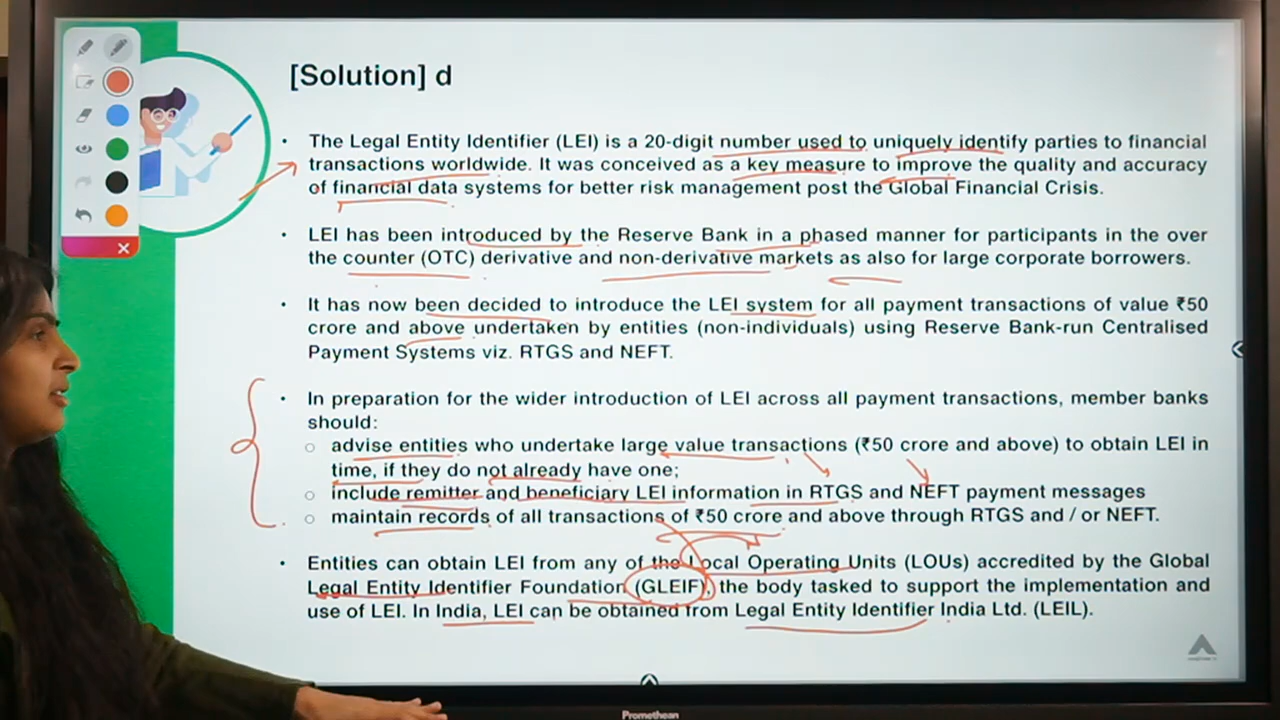 [Solution] d
• The Legal Entity Identifier (LEI) is a 20-digit number used to uniquely identify parties to financial
transactions worldwide. It was conceived as a key measure to improve the quality and accuracy
of financial data systems for better risk management post the Global Financial Crisis.
• LEI has been introduced by the Reserve Bank in a phased manner for participants in the over
the counter (OTC) derivative and non-derivative markets as also for large corporate borrowers.
• It has now been decided to introduce the LEI system for all payment transactions of value ₹50
crore and above undertaken by entities (non-individuals) using Reserve Bank-run Centralised
Payment Systems viz. RTGS and NEFT.
• In preparation for the wider introduction of LEI across all payment transactions, member banks
should:
○ advise entities who undertake large value transactions (₹50 crore and above) to obtain LEI in
time, if they do not already have one;
○ include remitter and beneficiary LEI information in RTGS and NEFT payment messages
○ maintain records of all transactions of ₹50 crore and above through RTGS and / or NEFT.
• Entities can obtain LEI from any of the Local Operating Units (LOUs) accredited by the Global
Legal Entity Identifier Foundation (GLEIF), the body tasked to support the implementation and
use of LEI. In India, LEI can be obtained from Legal Entity Identifier India Ltd. (LEIL).
Promethean